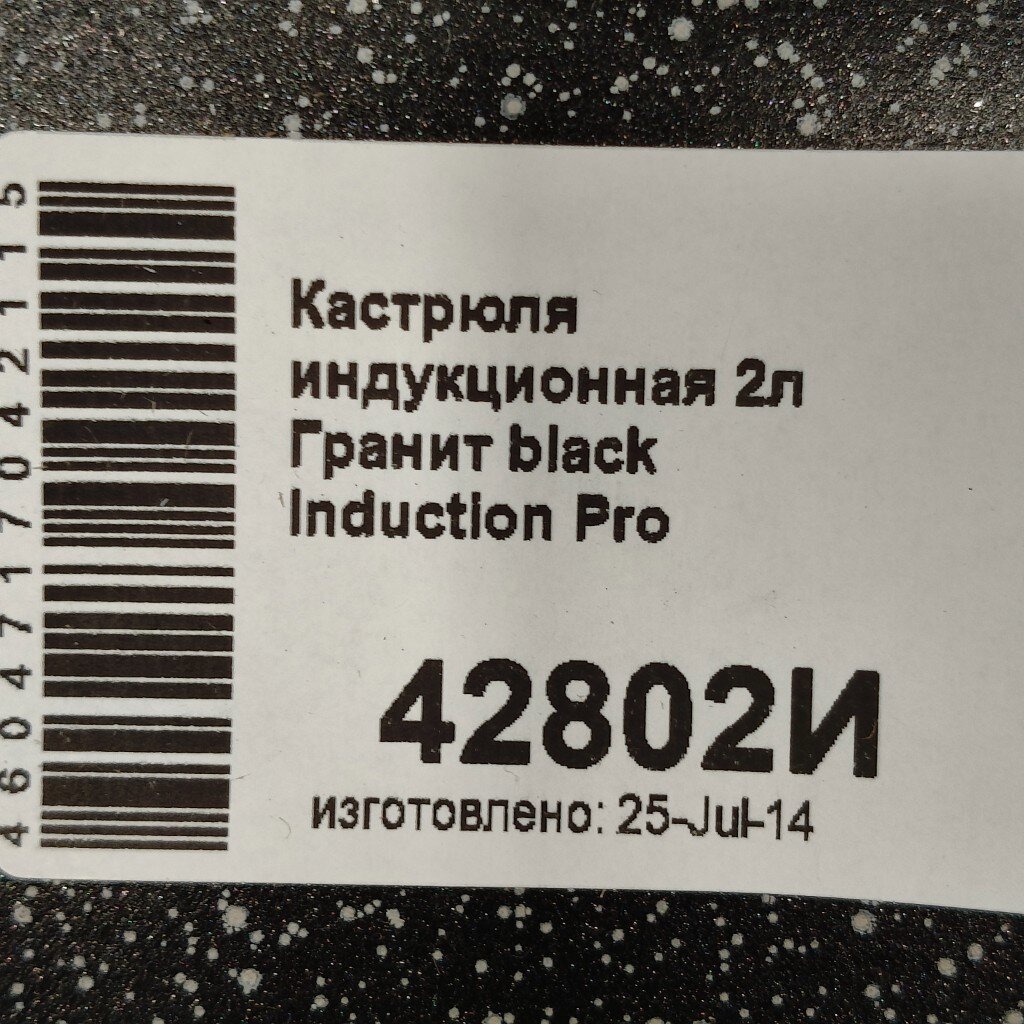 Кастрюля
индукционная 2л
Гранит black
Induction Pro
42802И
изготовлено: 25-Jul-14
4604717042115